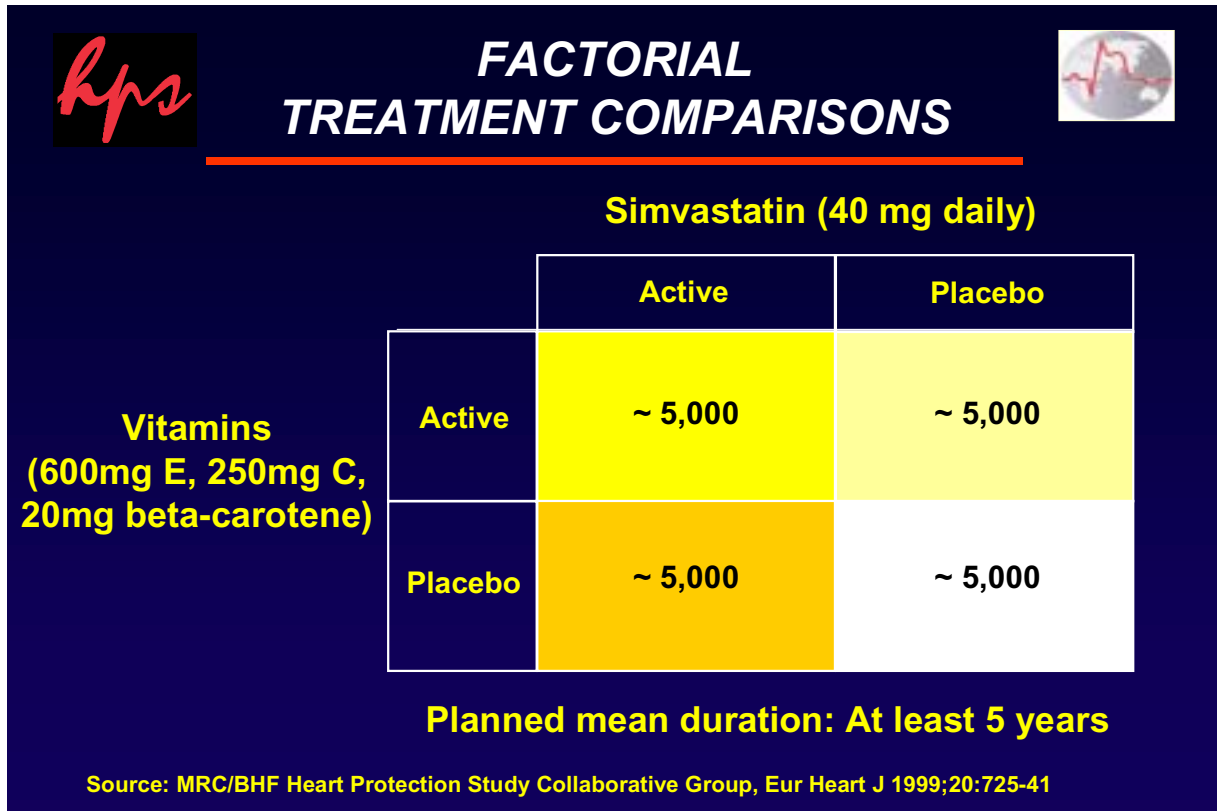 hps
FACTORIAL
TREATMENT COMPARISONS
Simvastatin (40 mg daily)
Active Placebo
Vitamins
(600mg E, 250mg C,
20mg beta-carotene)
Active ~ 5,000 ~ 5,000
Placebo ~ 5,000 ~ 5,000
Planned mean duration: At least 5 years
Source: MRC/BHF Heart Protection Study Collaborative Group, Eur Heart J 1999;20:725-41